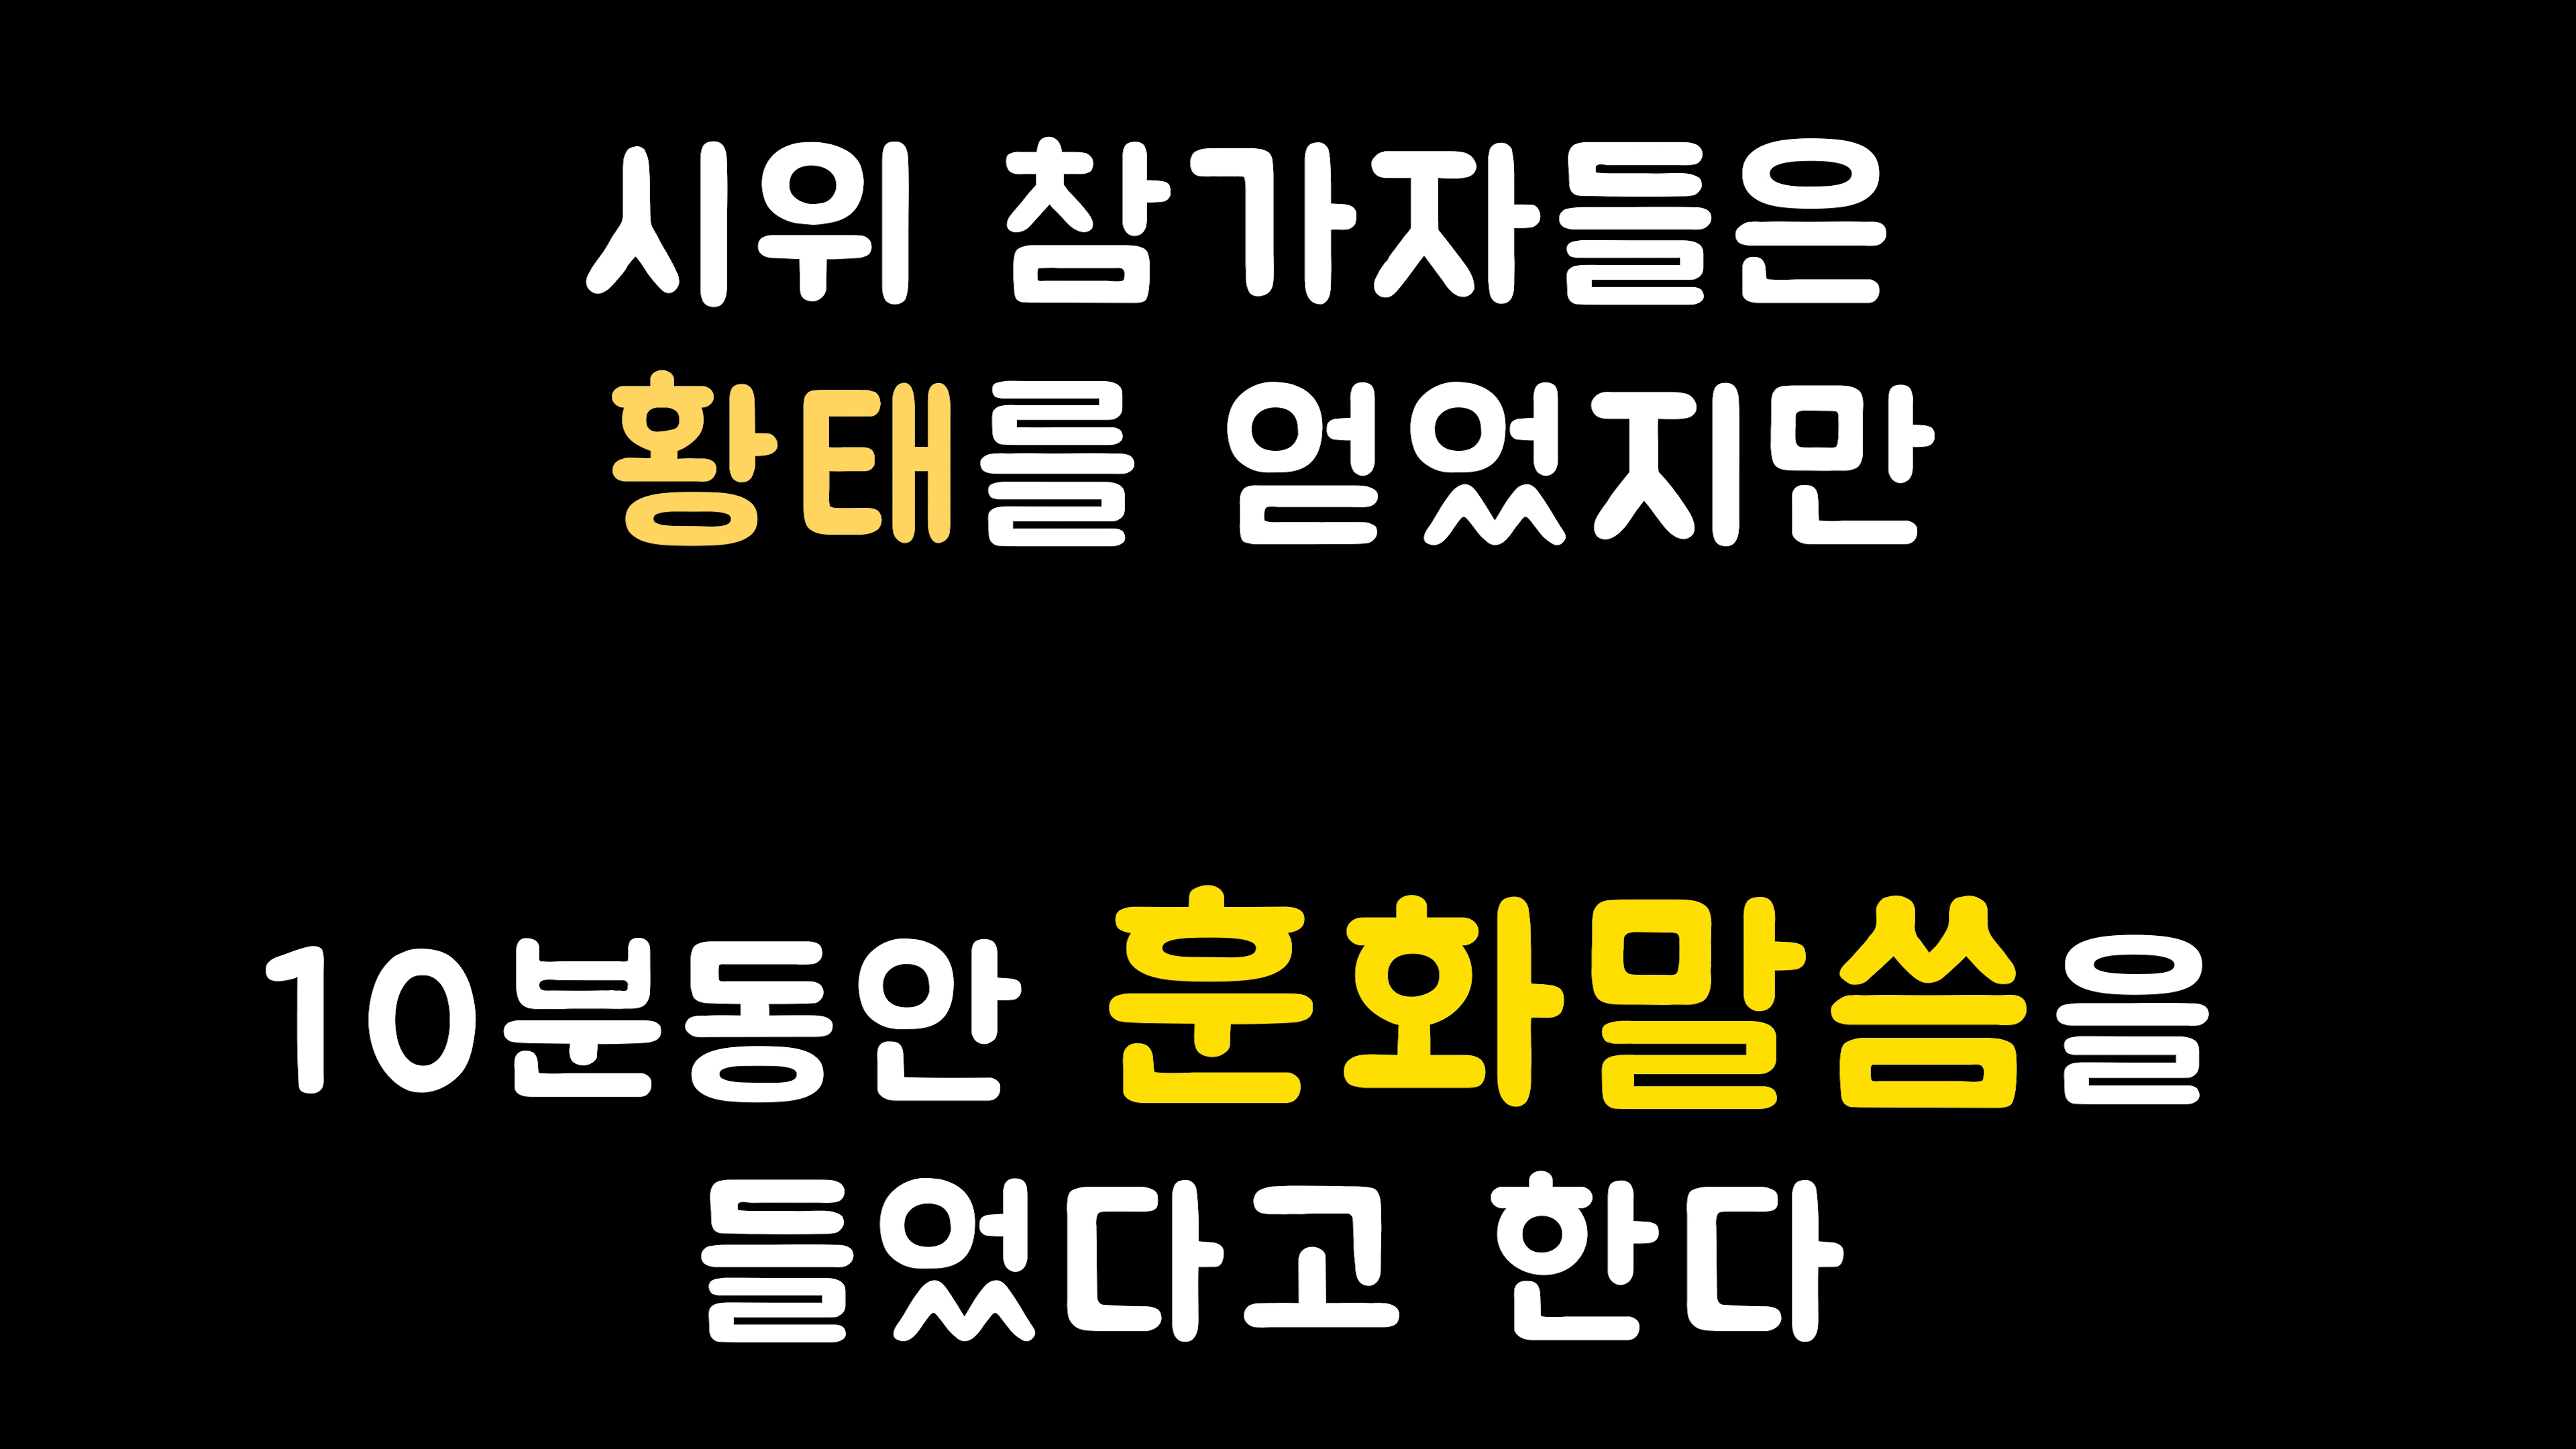 시위 참가자들은
황태를 얻었지만
10분동안 훈화말씀을
들었다고 한다